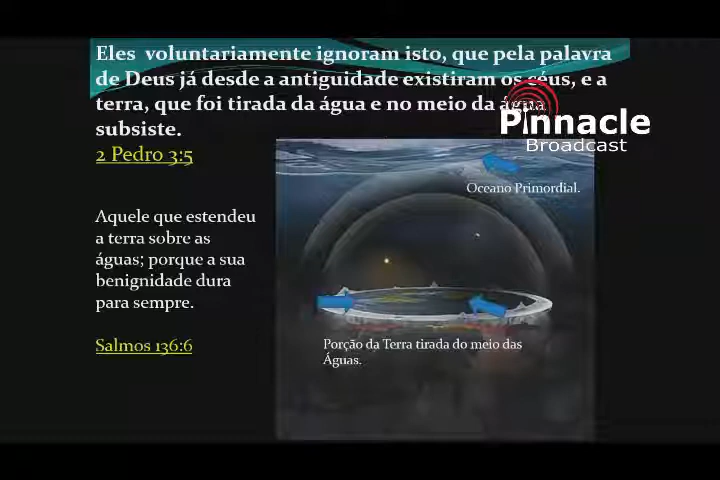 Eles voluntariamente ignoram isto, que pela palavra
de Deus já desde a antiguidade existiram os céus, e a
terra, que foi tirada da água e no meio da água
subsiste.
2 Pedro 3:5
Pinnacle
Broadcast
Oceano Primordial.
Aquele que estendeu
a terra sobre as
águas; porque a sua
benignidade dura
para sempre.
Salmos 136:6
Porção da Terra tirada do meio das
Águas.